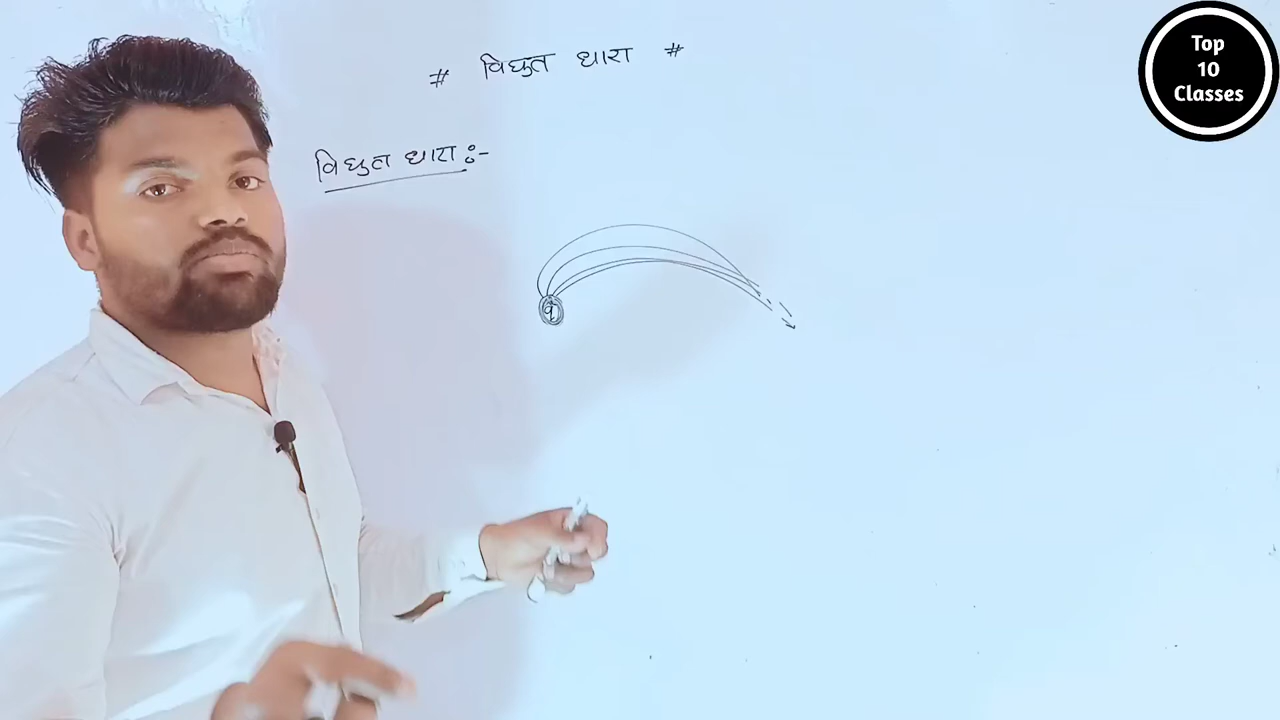 # विघुत धारा #
विघुत धारा :-
q
Top
10
Classes